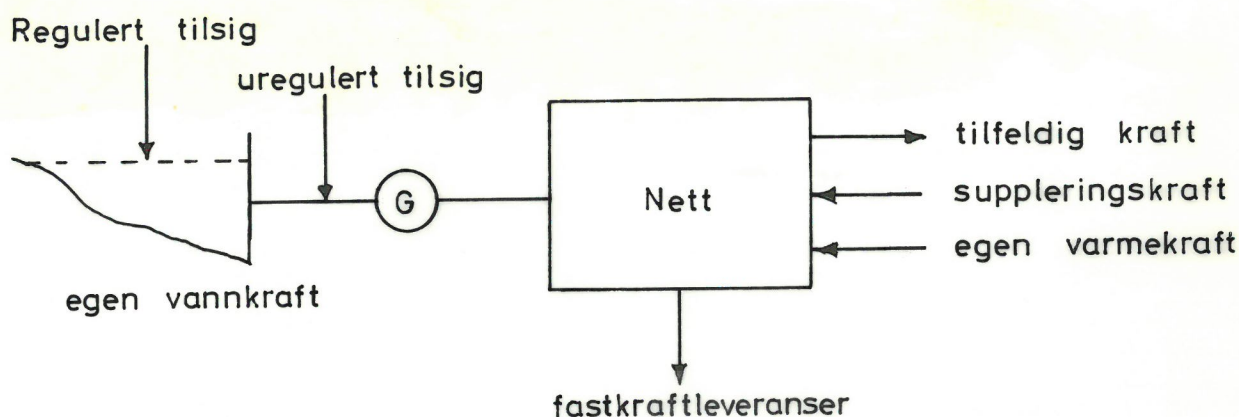 Regulert tilsig
uregulert tilsig
G
Nett
tilfeldig kraft
suppleringskraft
egen varmekraft
egen vannkraft
fastkraftleveranser